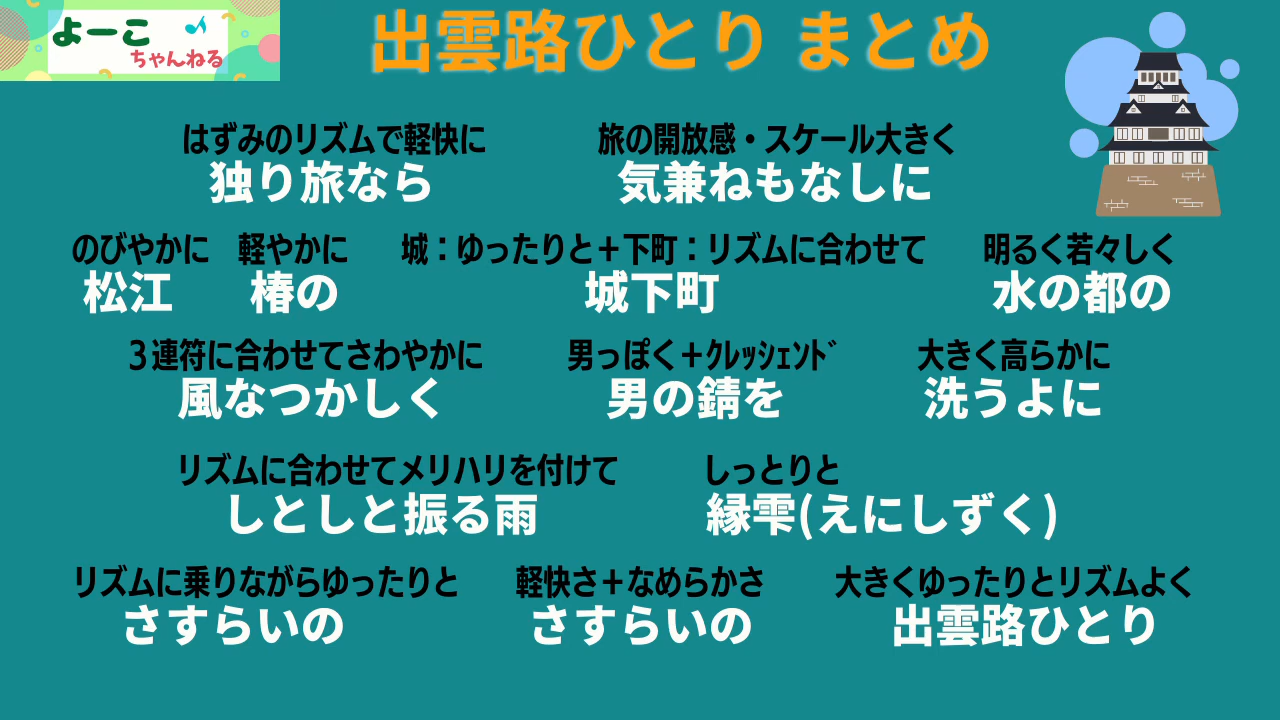 よーこ
ちゃんねる
出雲路ひとり まとめ
はずみのリズムで軽快に 旅の開放感・スケール大きく
独り旅なら 気兼ねもなしに
のびやかに 軽やかに 城：ゆったりと＋下町：リズムに合わせて 明るく若々しく
松江 椿の 城下町 水の都の
３連符に合わせてさわやかに 男っぽく＋ｸﾚｯｼｪﾝﾄﾞ 大きく高らかに
風なつかしく 男の錆を 洗うよに
リズムに合わせてメリハリを付けて しっとりと
しとしと振る雨 縁雫(えにしずく)
リズムに乗りながらゆったりと 軽快さ＋なめらかさ 大きくゆったりとリズムよく
さすらいの さすらいの 出雲路ひとり